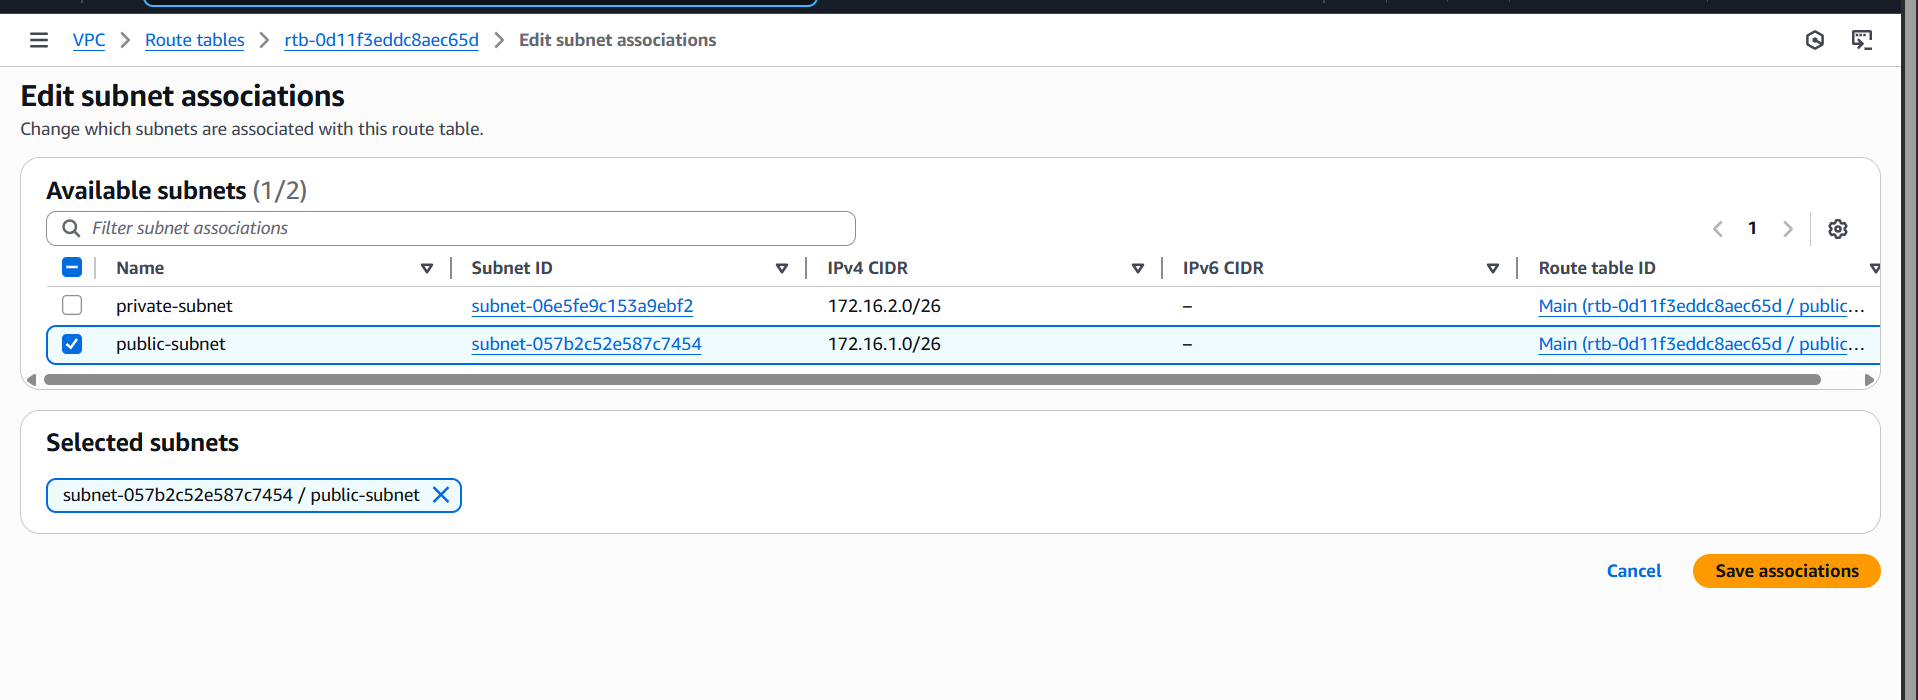 VPC > Route tables > rtb-0d11f3eddc8aec65d > Edit subnet associations
Edit subnet associations
Change which subnets are associated with this route table.
Available subnets (1/2)
Filter subnet associations
1
Name Subnet ID IPv4 CIDR IPv6 CIDR Route table ID
private-subnet subnet-06e5fe9c153a9ebf2 172.16.2.0/26 – Main (rtb-0d11f3eddc8aec65d / public...
public-subnet subnet-057b2c52e587c7454 172.16.1.0/26 – Main (rtb-0d11f3eddc8aec65d / public...
Selected subnets
subnet-057b2c52e587c7454 / public-subnet
Cancel Save associations